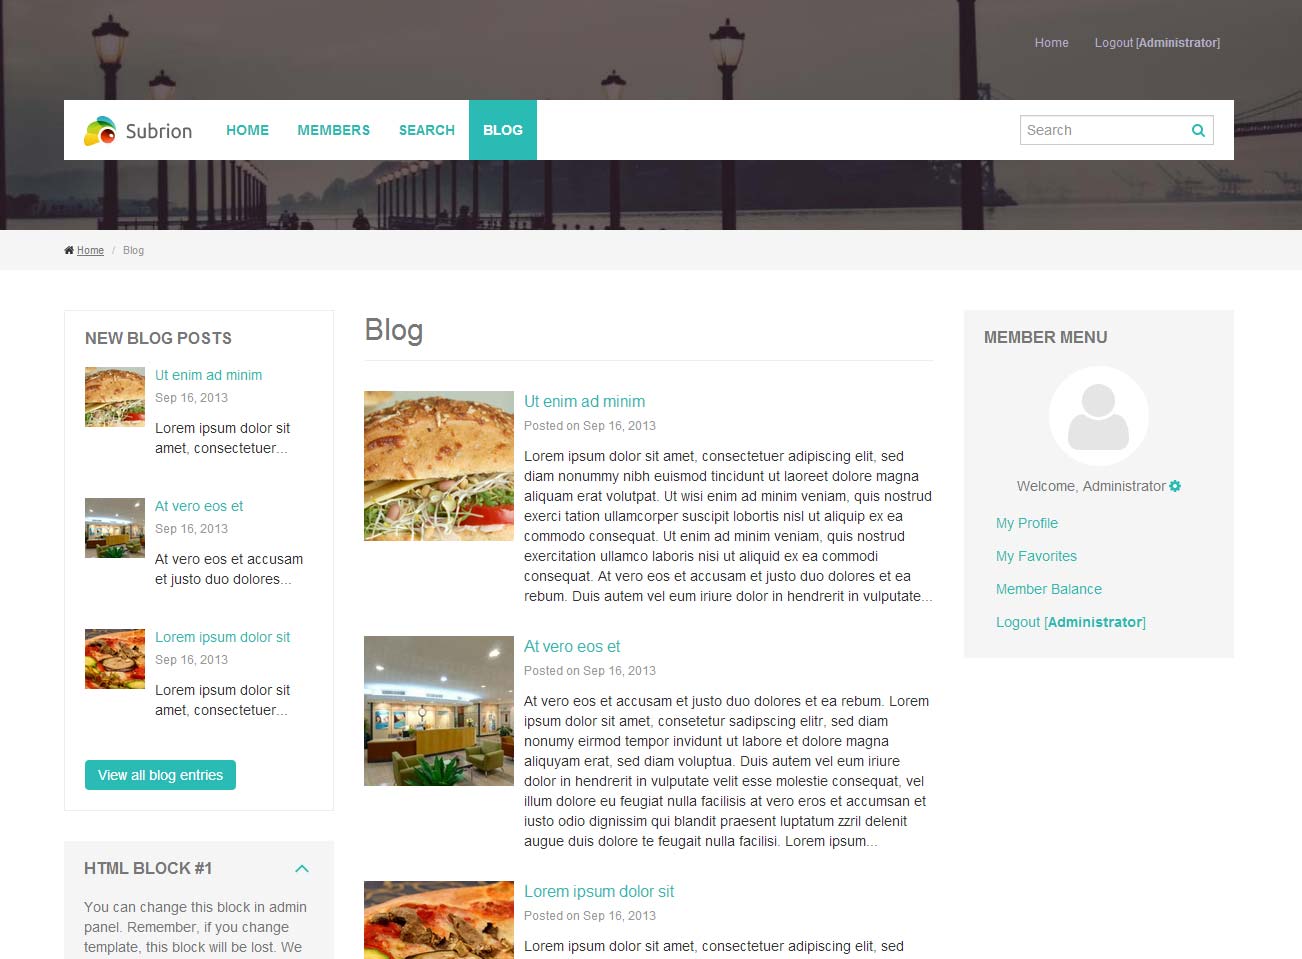 Home
Logout [Administrator]
Subrion
HOME
MEMBERS
SEARCH
BLOG
Search
Home / Blog
NEW BLOG POSTS
Ut enim ad minim
Sep 16, 2013
Lorem ipsum dolor sit
amet, consectetuer...
At vero eos et
Sep 16, 2013
At vero eos et accusam
et justo duo dolores...
Lorem ipsum dolor sit
Sep 16, 2013
Lorem ipsum dolor sit
amet, consectetuer...
View all blog entries
HTML BLOCK #1
You can change this block in admin
panel. Remember, if you change
template, this block will be lost. We
Blog
Ut enim ad minim
Posted on Sep 16, 2013
Lorem ipsum dolor sit amet, consectetuer adipiscing elit, sed
diam nonummy nibh euismod tincidunt ut laoreet dolore magna
aliquam erat volutpat. Ut wisi enim ad minim veniam, quis nostrud
exerci tation ullamcorper suscipit lobortis nisl ut aliquip ex ea
commodo consequat. Ut enim ad minim veniam, quis nostrud
exercitation ullamco laboris nisi ut aliquid ex ea commodi
consequat. At vero eos et accusam et justo duo dolores et ea
rebum. Duis autem vel eum iriure dolor in hendrerit in vulputate...
At vero eos et
Posted on Sep 16, 2013
At vero eos et accusam et justo duo dolores et ea rebum. Lorem
ipsum dolor sit amet, consetetur sadipscing elitr, sed diam
nonumy eirmod tempor invidunt ut labore et dolore magna
aliquyam erat, sed diam voluptua. Duis autem vel eum iriure
dolor in hendrerit in vulputate velit esse molestie consequat, vel
illum dolore eu feugiat nulla facilisis at vero eros et accumsan et
iusto odio dignissim qui blandit praesent luptatum zzril delenit
augue duis dolore te feugait nulla facilisi. Lorem ipsum...
Lorem ipsum dolor sit
Posted on Sep 16, 2013
Lorem ipsum dolor sit amet, consectetuer adipiscing elit, sed
MEMBER MENU
Welcome, Administrator
My Profile
My Favorites
Member Balance
Logout [Administrator]